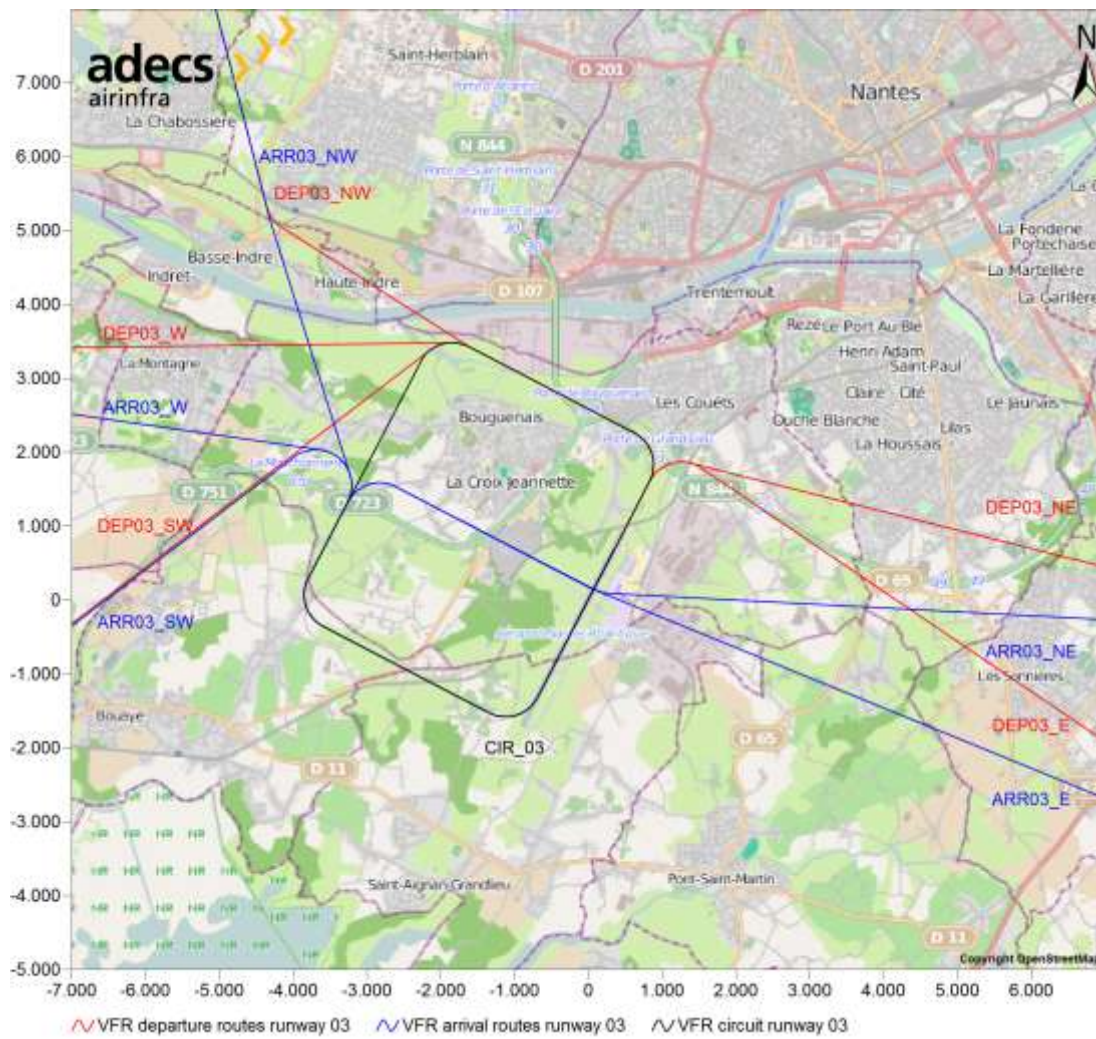 N
7.000
adecs
airinfra
Saint-Herblain
D 201
Nantes
La Chabossière
6.000
ARR03_NW
N 844
DEP03_NW
5.000
La Fonderie
Portechaise
Basse-Indre
Indret
Haute-Indre
D 107
La Martellière
Trentemoult
La Garillère
4.000
DEP03_W
Rezé
Le Port Au Blé
Henri Adam
La Montagne
Saint-Paul
3.000
ARR03_W
Bouguenais
Les Couëts
Claire
Cité
Le Jaunais
Ouche Blanche
Lilas
La Houssais
2.000
D 751
D 723
La Croix Jeannette
N 844
DEP03_NE
1.000
DEP03_SW
0
ARR03_SW
ARR03_NE
Les Sorinières
-1.000
Bouaye
DEP03_E
D 65
-2.000
CIR_03
D 11
ARR03_E
-3.000
Saint-Aignan-Grandlieu
Pont-Saint-Martin
-4.000
D 11
Copyright OpenStreetMap
-5.000
-7.000 -6.000 -5.000 -4.000 -3.000 -2.000 -1.000 0 1.000 2.000 3.000 4.000 5.000 6.000
VFR departure routes runway 03 VFR arrival routes runway 03 VFR circuit runway 03